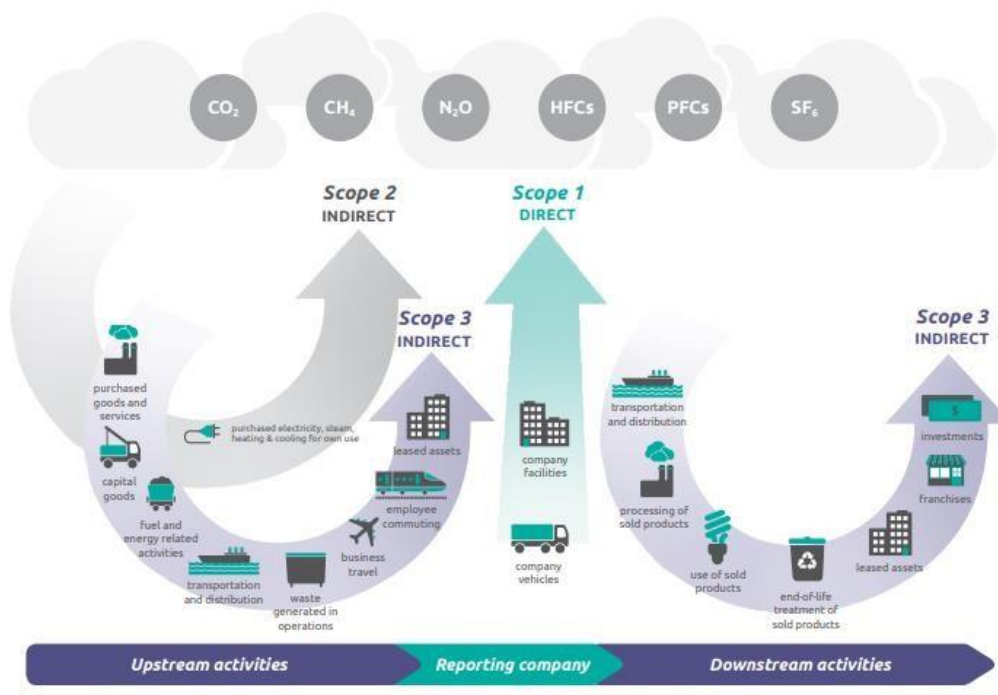 CO₂
CH₄
N₂O
HFCs
PFCs
SF₆
Scope 2
INDIRECT
Scope 1
DIRECT
Scope 3
INDIRECT
Scope 3
INDIRECT
purchased
goods and
services
capital
goods
fuel and
energy related
activities
transportation
and distribution
waste
generated in
operations
business
travel
employee
commuting
leased assets
purchased electricity, steam,
heating & cooling for own use
company
facilities
company
vehicles
transportation
and distribution
processing of
sold products
use of sold
products
end-of-life
treatment of
sold products
leased assets
franchises
$
investments
Upstream activities
Reporting company
Downstream activities